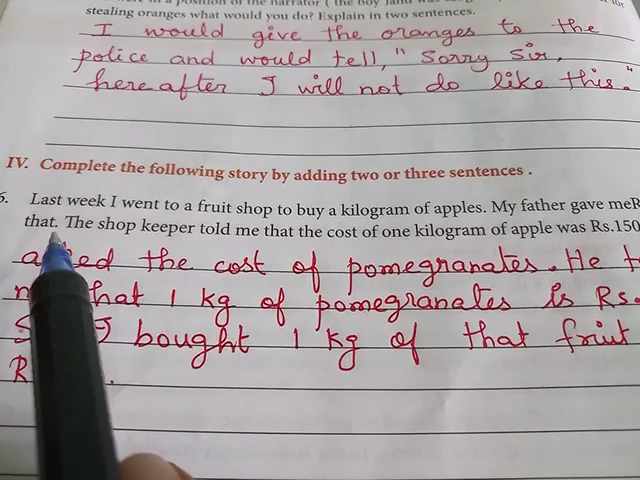 stealing oranges what would you do? Explain in two sentences.
I would give the oranges to the
police and would tell, "Sorry Sir,
here after I will not do like this."
IV. Complete the following story by adding two or three sentences .
Last week I went to a fruit shop to buy a kilogram of apples. My father gave meR
that. The shop keeper told me that the cost of one kilogram of apple was Rs.150
the cost of pomegranates. He
that 1 kg of pomegranates is Rs.
I bought 1 kg of that fruit